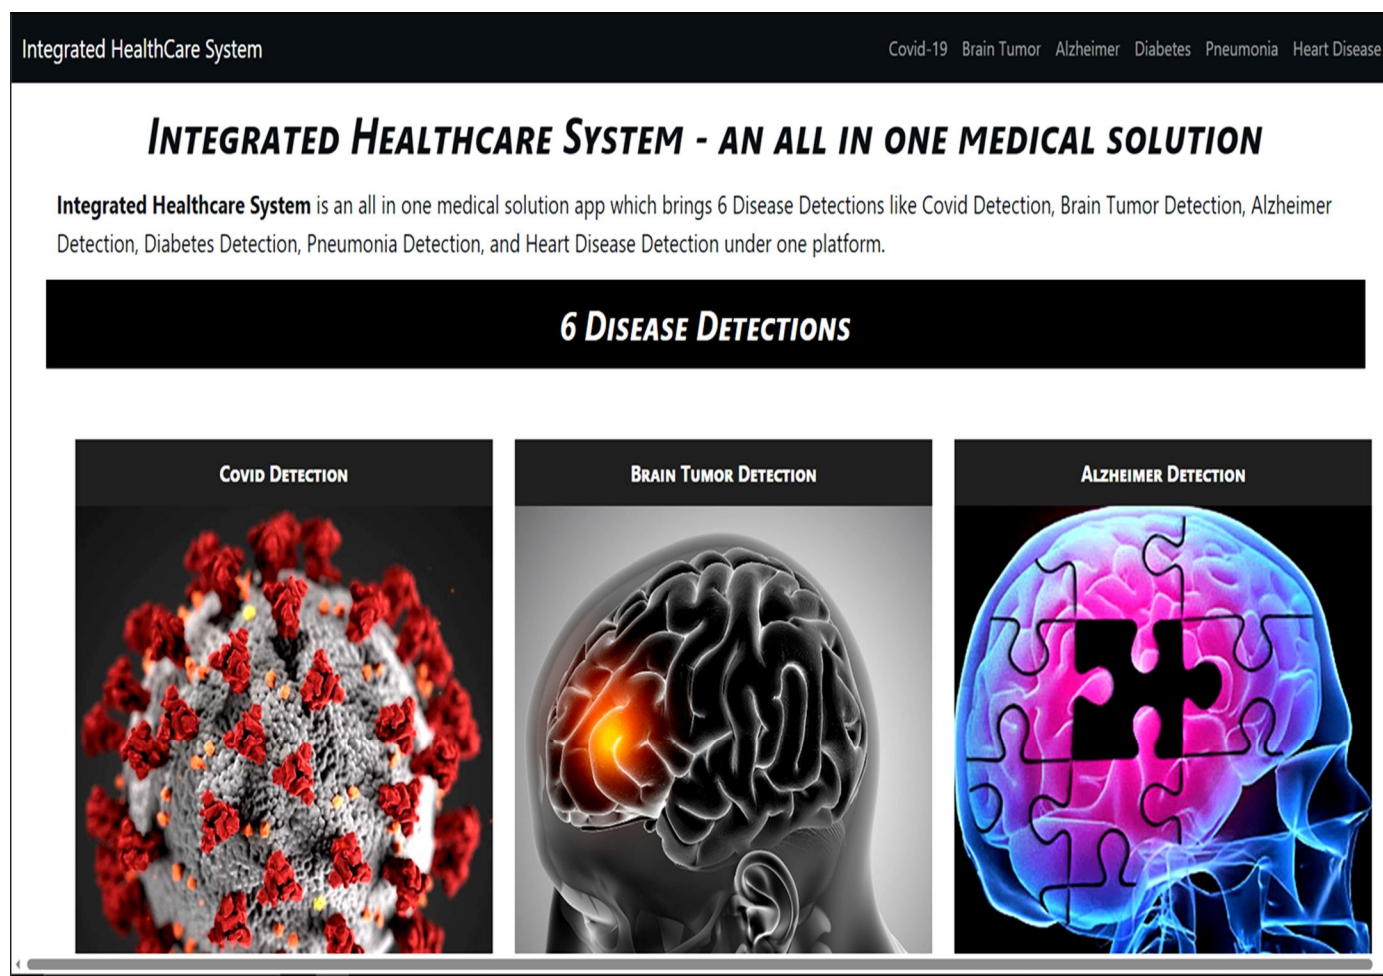 Integrated HealthCare System
Covid-19 Brain Tumor Alzheimer Diabetes Pneumonia Heart Disease
Integrated Healthcare System - an all in one medical solution
Integrated Healthcare System is an all in one medical solution app which brings 6 Disease Detections like Covid Detection, Brain Tumor Detection, Alzheimer
Detection, Diabetes Detection, Pneumonia Detection, and Heart Disease Detection under one platform.
6 Disease Detections
Covid Detection
Brain Tumor Detection
Alzheimer Detection